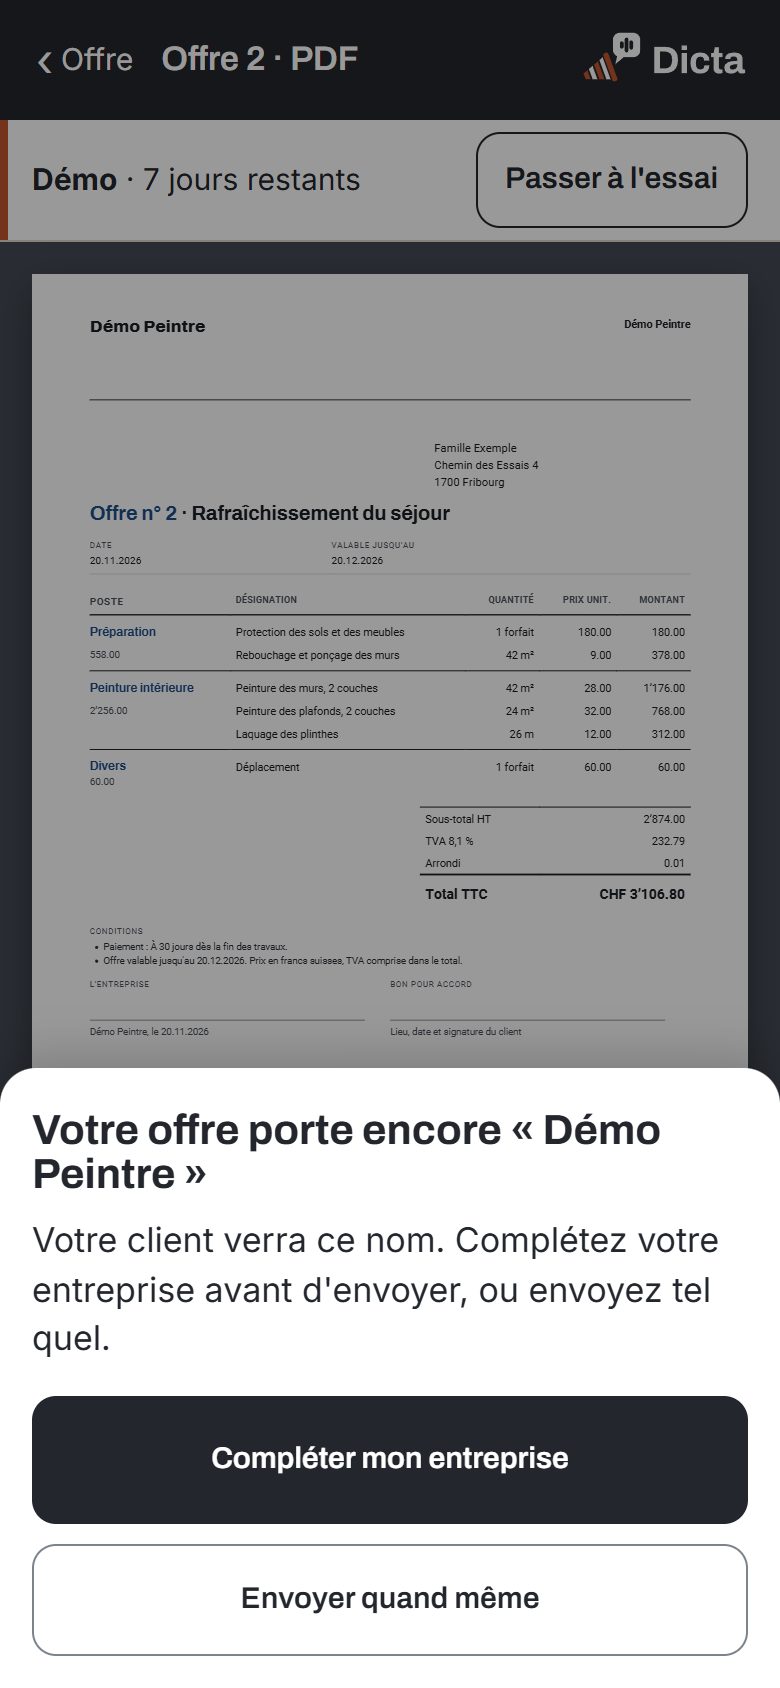 ‹ Offre Offre 2 · PDF Dicta
Démo · 7 jours restants Passer à l'essai
Démo Peintre Démo Peintre
Famille Exemple
Chemin des Essais 4
1700 Fribourg
Offre n° 2 · Rafraîchissement du séjour
DATE VALABLE JUSQU'AU
20.11.2026 20.12.2026
POSTE DÉSIGNATION QUANTITÉ PRIX UNIT. MONTANT
Préparation Protection des sols et des meubles 1 forfait 180.00 180.00
558.00 Rebouchage et ponçage des murs 42 m² 9.00 378.00
Peinture intérieure Peinture des murs, 2 couches 42 m² 28.00 1'176.00
2'256.00 Peinture des plafonds, 2 couches 24 m² 32.00 768.00
Laquage des plinthes 26 m 12.00 312.00
Divers Déplacement 1 forfait 60.00 60.00
60.00
Sous-total HT 2'874.00
TVA 8,1 % 232.79
Arrondi 0.01
Total TTC CHF 3'106.80
CONDITIONS
• Paiement : À 30 jours dès la fin des travaux.
• Offre valable jusqu'au 20.12.2026. Prix en francs suisses, TVA comprise dans le total.
L'ENTREPRISE BON POUR ACCORD
Démo Peintre, le 20.11.2026 Lieu, date et signature du client
Votre offre porte encore « Démo
Peintre »
Votre client verra ce nom. Complétez votre
entreprise avant d'envoyer, ou envoyez tel
quel.
Compléter mon entreprise
Envoyer quand même